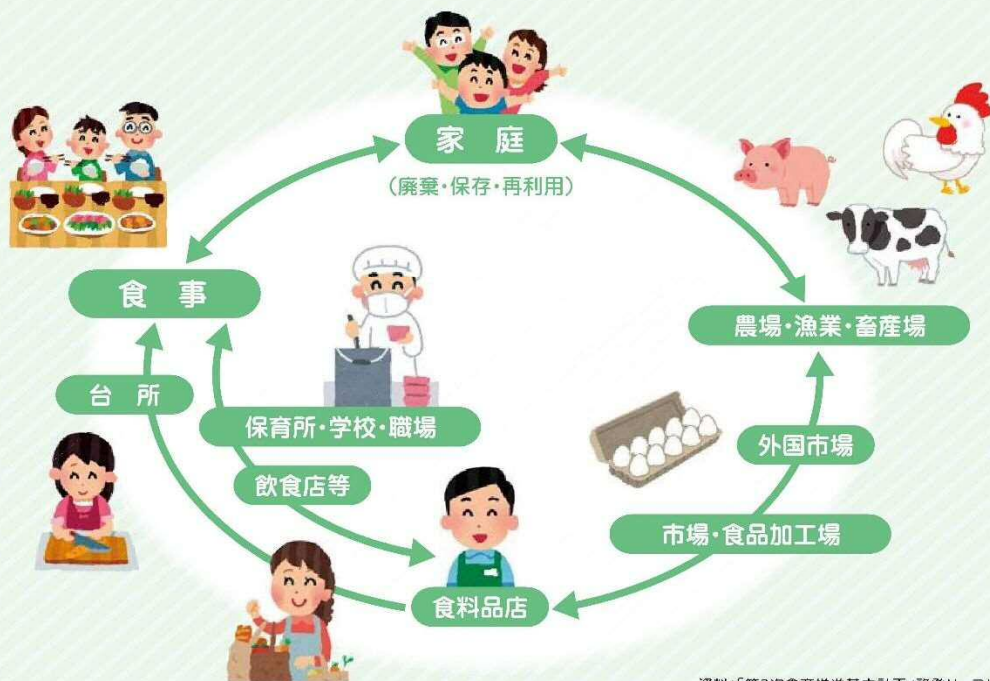 家庭
（廃棄・保存・再利用）
食事
農場・漁業・畜産場
台所
保育所・学校・職場
外国市場
飲食店等
市場・食品加工場
食料品店